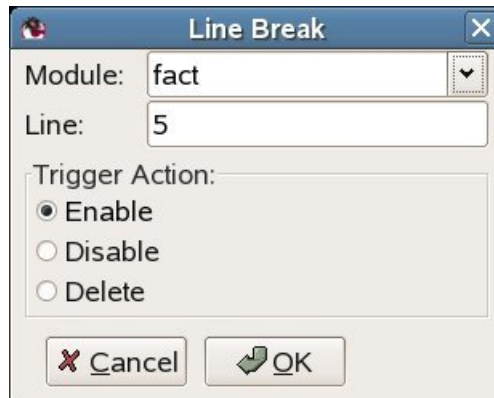 Line Break
Module: fact
Line: 5
Trigger Action:
Enable
Disable
Delete
Cancel OK